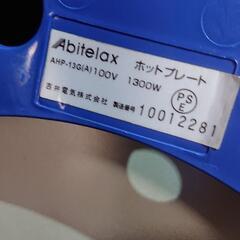 Abitelax ホットプレート
AHP-13G(A) 100V 1300W
吉井電気株式会社 製造番号 10012281
PS
E